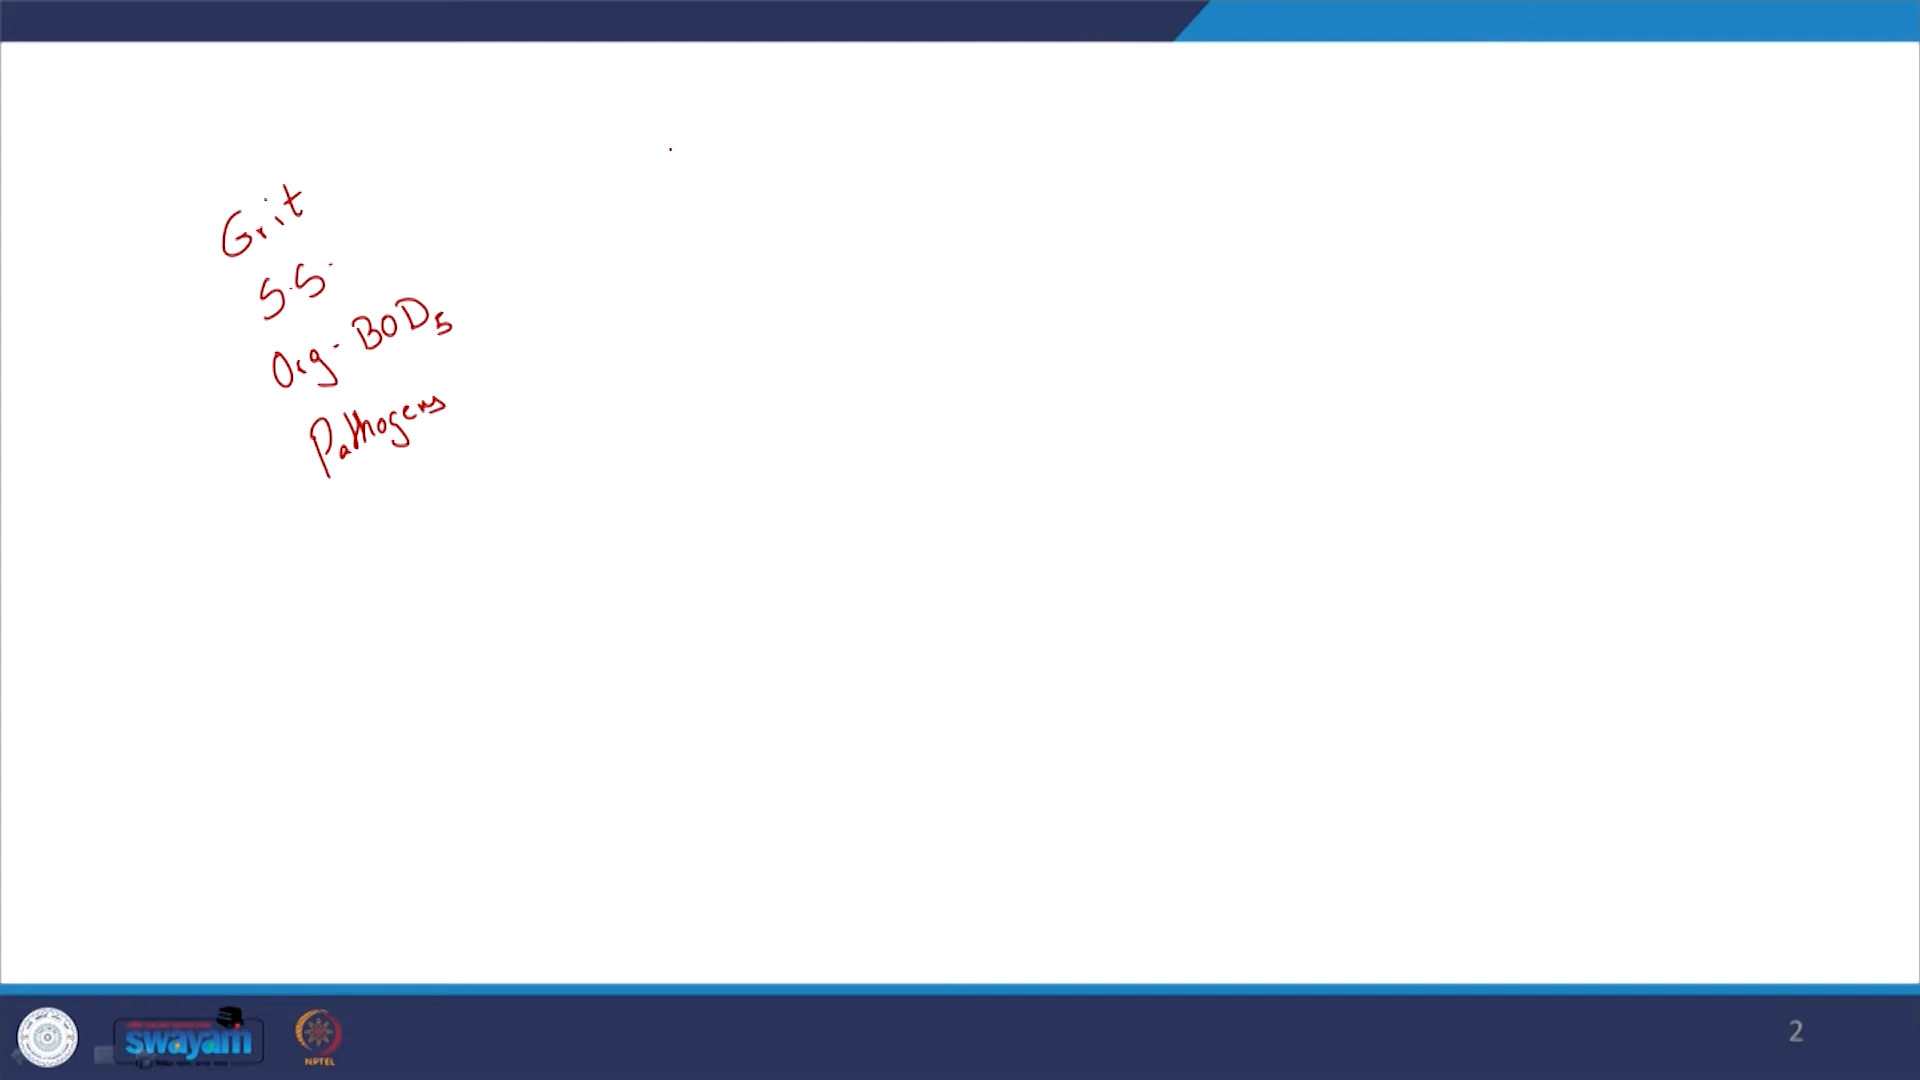 Grit
S.S.
Org- BOD5
Pathogens
swayam
NPTEL
2